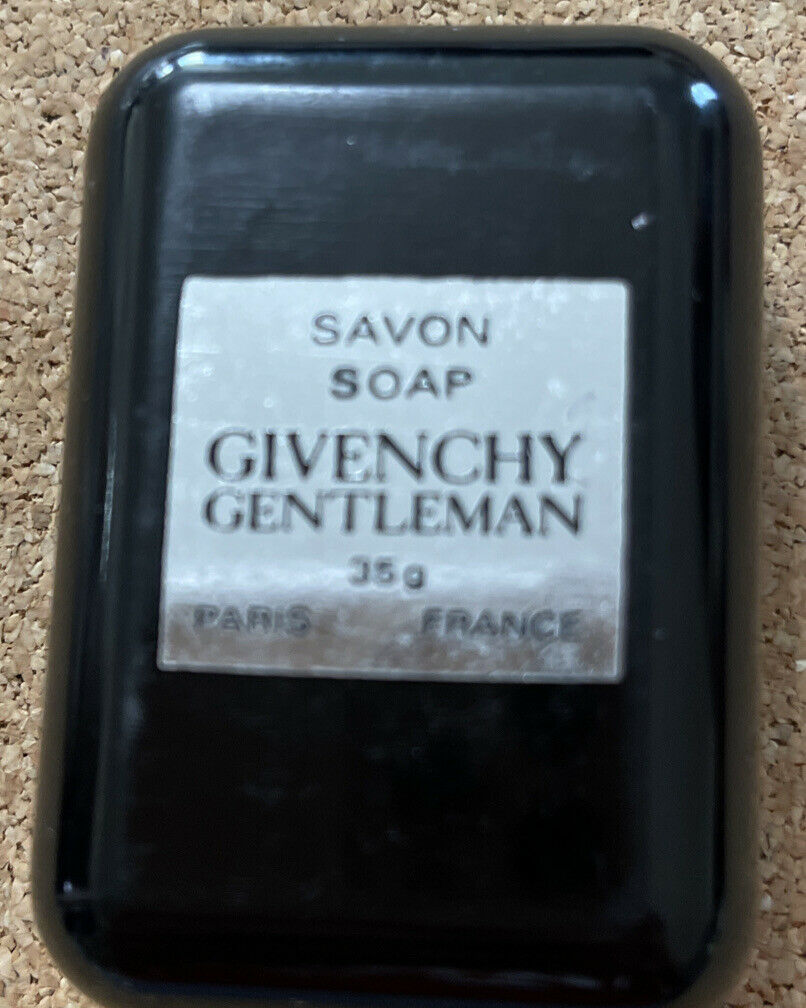 SAVON
SOAP
GIVENCHY
GENTLEMAN
35g
PARIS FRANCE